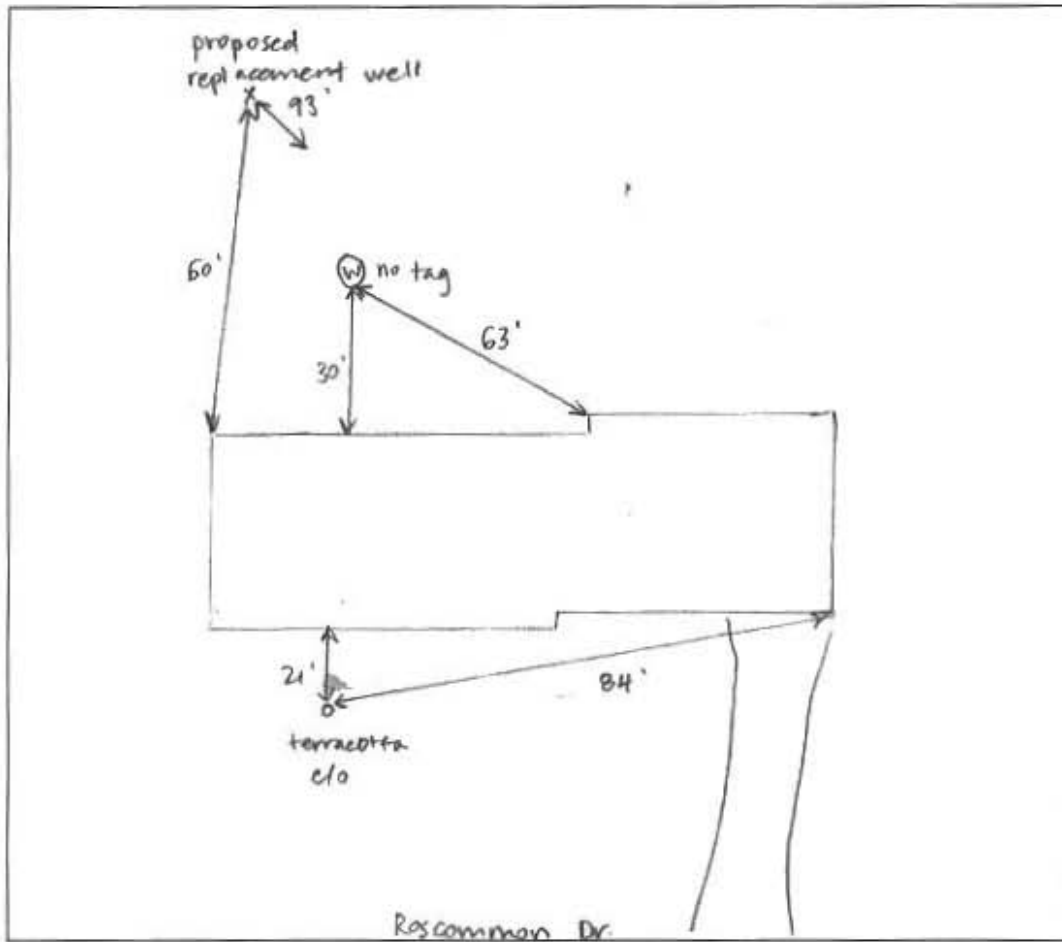 proposed
replacement well
93'
60'
W no tag
63'
30'
21'
84'
terracotta
c/o
Roscommon Dr.